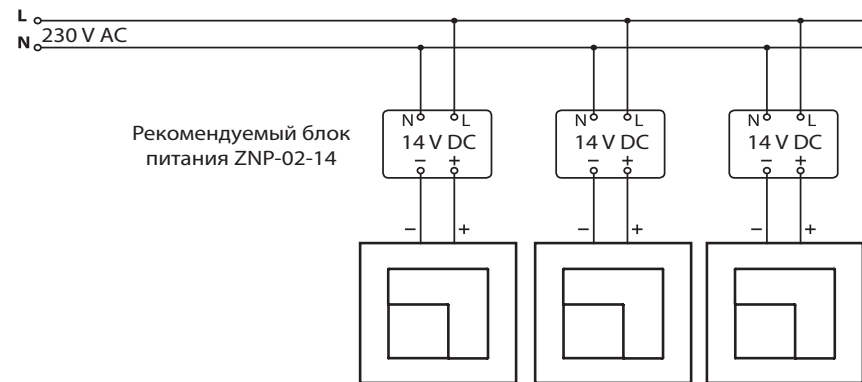 L
N 230 V AC
Рекомендуемый блок
питания ZNP-02-14
N L
14 V DC
– +
– +
N L
14 V DC
– +
– +
N L
14 V DC
– +
– +